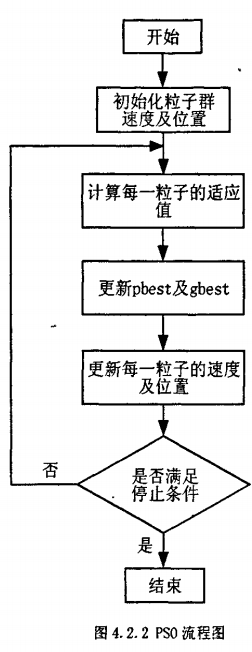 开始
初始化粒子群
速度及位置
计算每一粒子的适应
值
更新pbest及gbest
更新每一粒子的速度
及位置
是否满足
停止条件
否
是
结束
图4.2.2 PSO 流程图